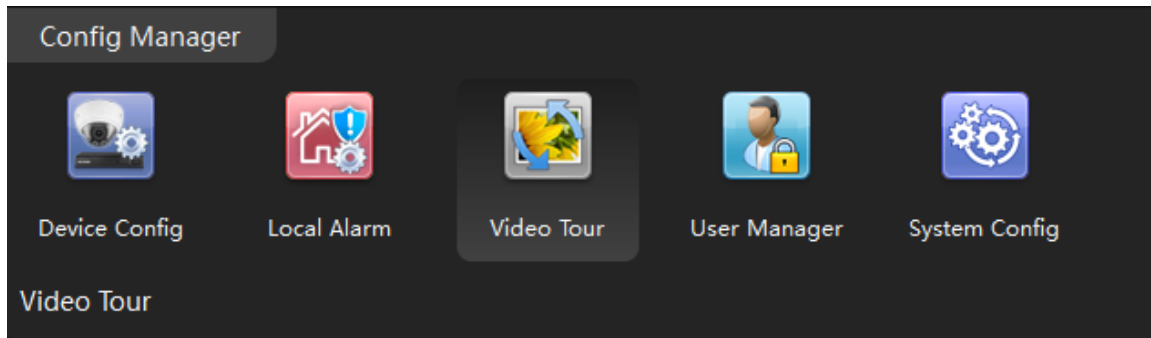 Config Manager
Device Config Local Alarm Video Tour User Manager System Config
Video Tour